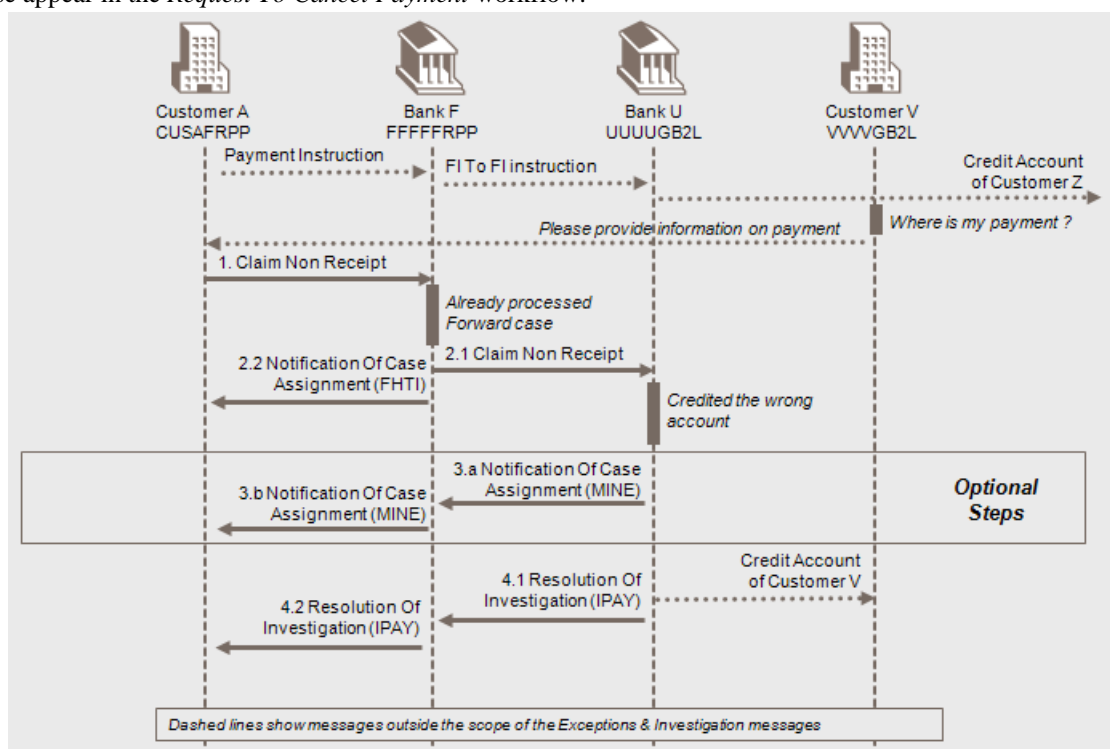 se appear in the Request To Cancel Payment workflow.
Customer A
CUSAFRPP
Bank F
FFFFFRPP
Bank U
UUUUGB2L
Customer V
VVVVGB2L
Payment Instruction
FI To FI instruction
Credit Account
of Customer Z
Where is my payment ?
Please provide information on payment
1. Claim Non Receipt
Already processed
Forward case
2.1 Claim Non Receipt
2.2 Notification Of Case
Assignment (FHTI)
Credited the wrong
account
3.a Notification Of Case
Assignment (MINE)
3.b Notification Of Case
Assignment (MINE)
Optional
Steps
Credit Account
of Customer V
4.1 Resolution Of
Investigation (IPAY)
4.2 Resolution Of
Investigation (IPAY)
Dashed lines show messages outside the scope of the Exceptions & Investigation messages